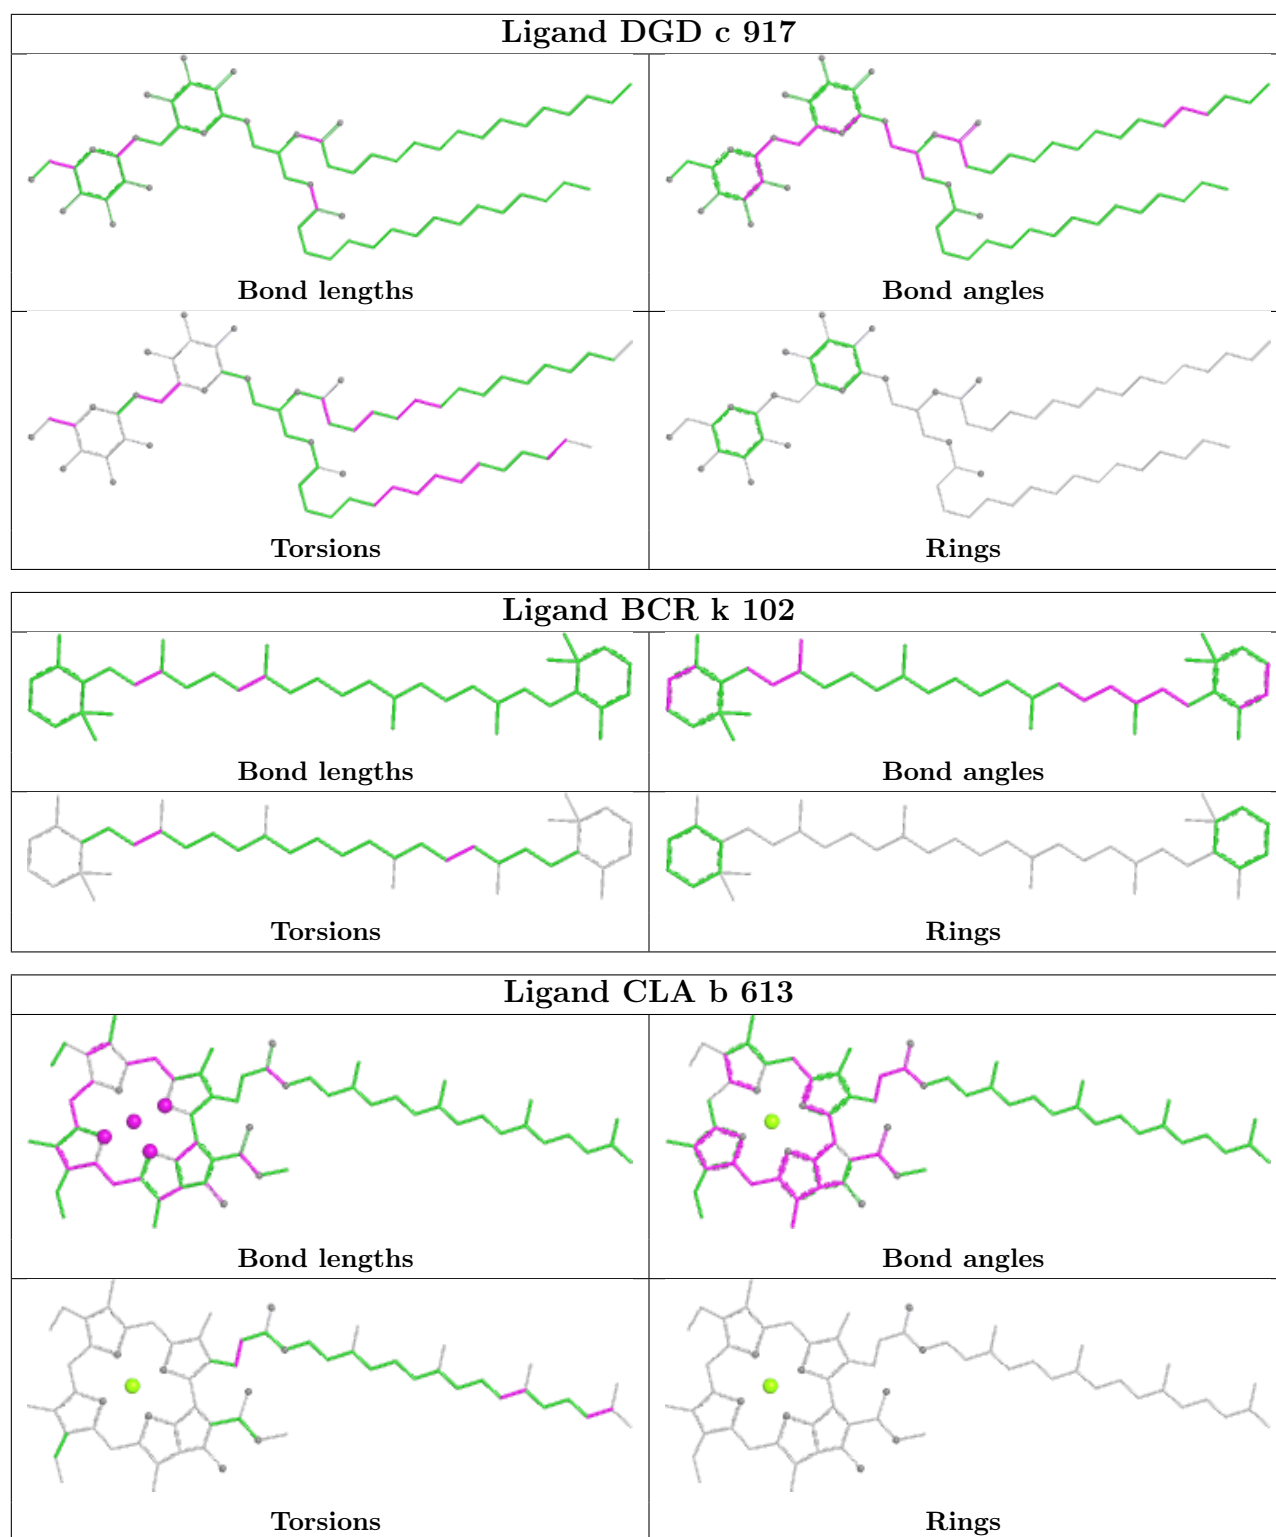 Ligand DGD c 917
Bond lengths
Bond angles
Torsions
Rings
Ligand BCR k 102
Bond lengths
Bond angles
Torsions
Rings
Ligand CLA b 613
Bond lengths
Bond angles
Torsions
Rings